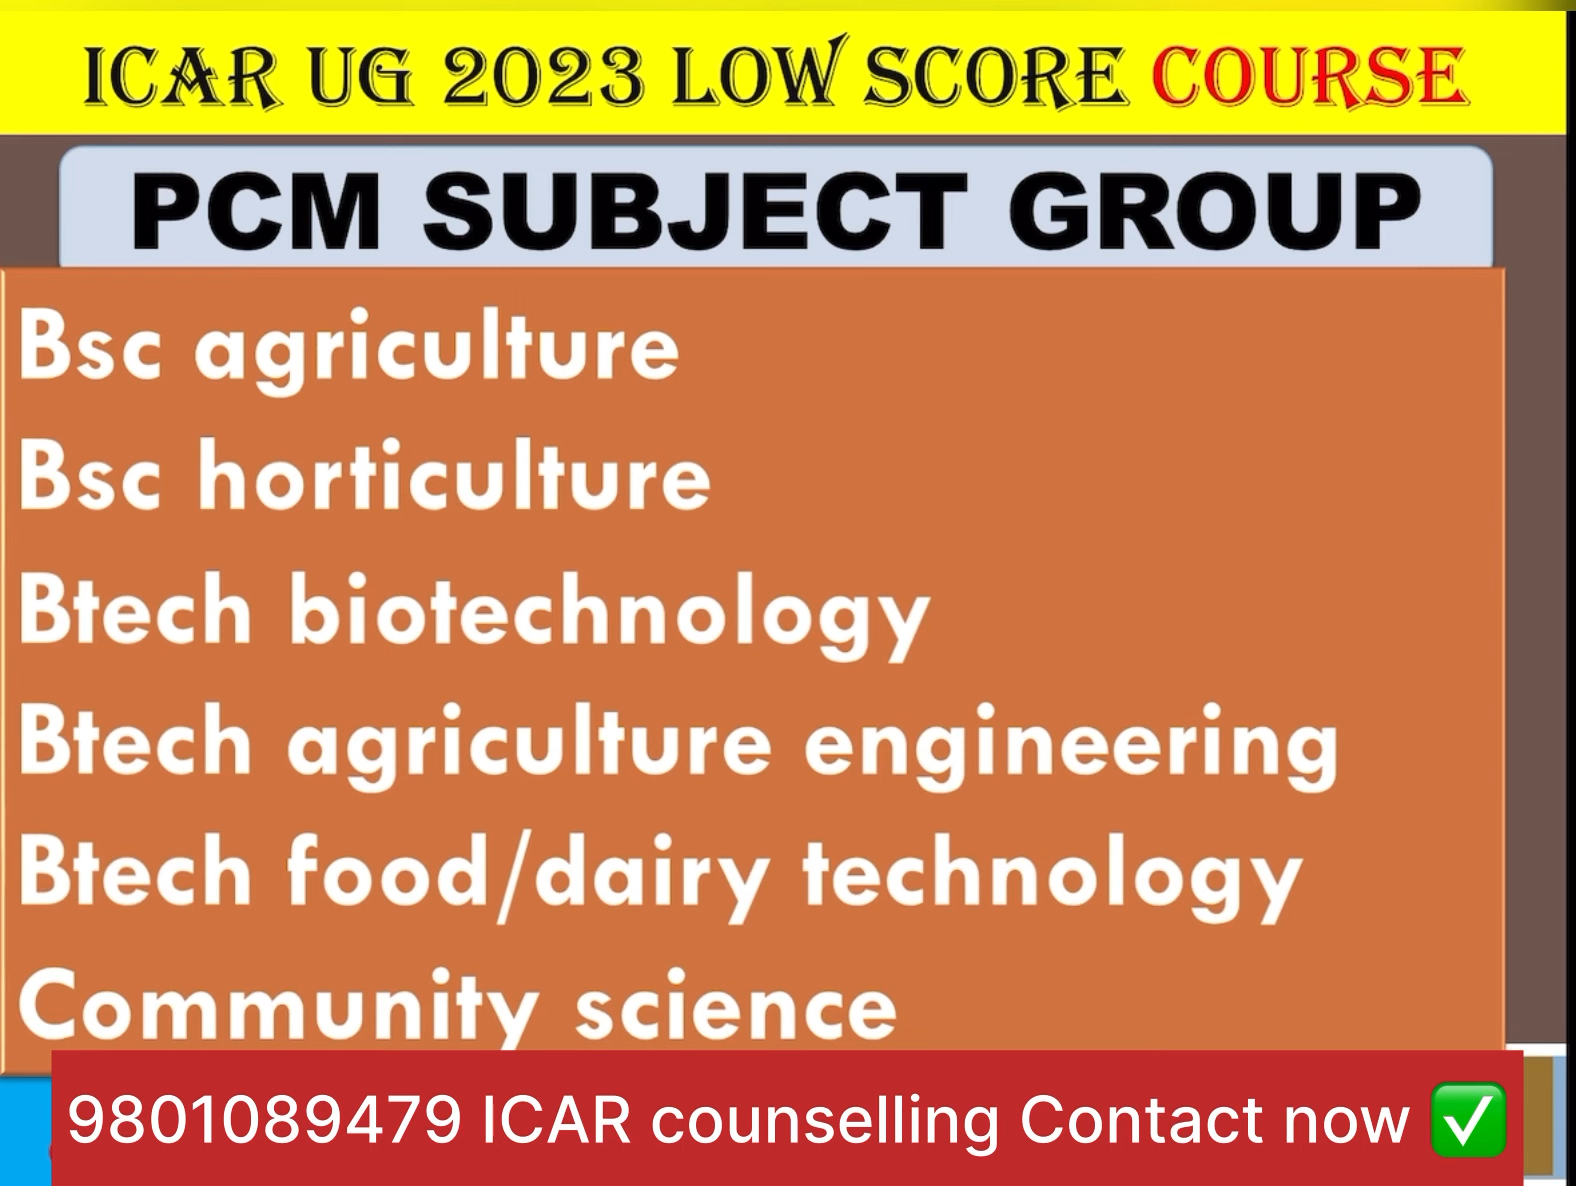 ICAR UG 2023 LOW SCORE COURSE
PCM SUBJECT GROUP
Bsc agriculture
Bsc horticulture
Btech biotechnology
Btech agriculture engineering
Btech food/dairy technology
Community science
9801089479 ICAR counselling Contact now ✅